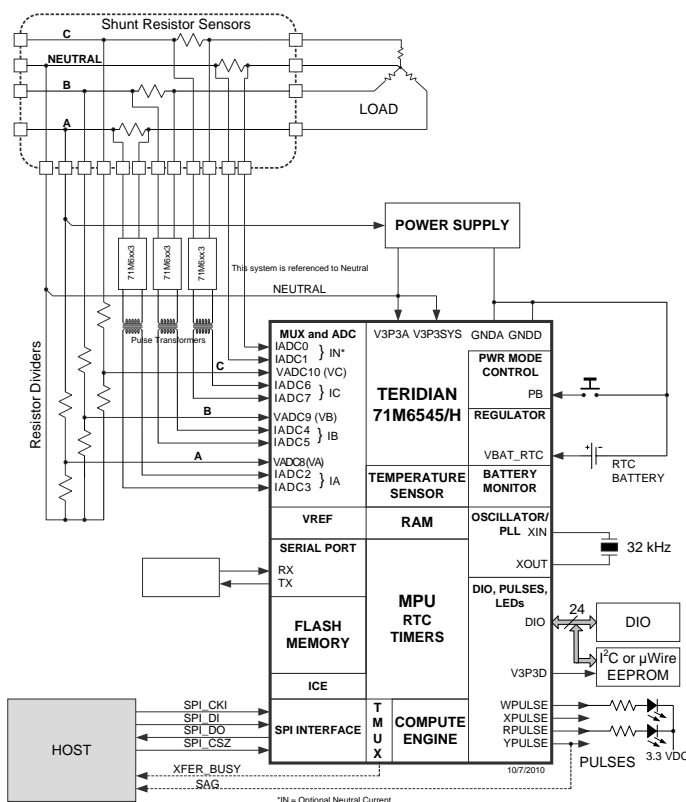 Shunt Resistor Sensors
C
NEUTRAL
B
A
LOAD
POWER SUPPLY
71M6xx3
71M6xx3
71M6xx3
This system is referenced to Neutral
NEUTRAL
Resistor Dividers
Pulse Transformers
MUX and ADC
IADC0
IADC1
} IN*
VADC10 (VC)
IADC6
IADC7
} IC
VADC9 (VB)
IADC4
IADC5
} IB
VADC8(VA)
IADC2
IADC3
} IA
C
B
A
V3P3A V3P3SYS
GNDA GNDD
TERIDIAN
71M6545/H
PWR MODE
CONTROL
PB
REGULATOR
VBAT_RTC
+ -
RTC
BATTERY
TEMPERATURE
SENSOR
BATTERY
MONITOR
VREF
RAM
OSCILLATOR/
PLL
XIN
XOUT
32 kHz
SERIAL PORT
RX
TX
MPU
RTC
TIMERS
DIO, PULSES,
LEDs
DIO
24
DIO
I2C or µWire
EEPROM
V3P3D
FLASH
MEMORY
ICE
SPI INTERFACE
T
M
U
X
COMPUTE
ENGINE
WPULSE
XPULSE
RPULSE
YPULSE
PULSES
3.3 VDC
HOST
SPI_CKI
SPI_DI
SPI_DO
SPI_CSZ
XFER_BUSY
SAG
10/7/2010
*IN = Optional Neutral Current